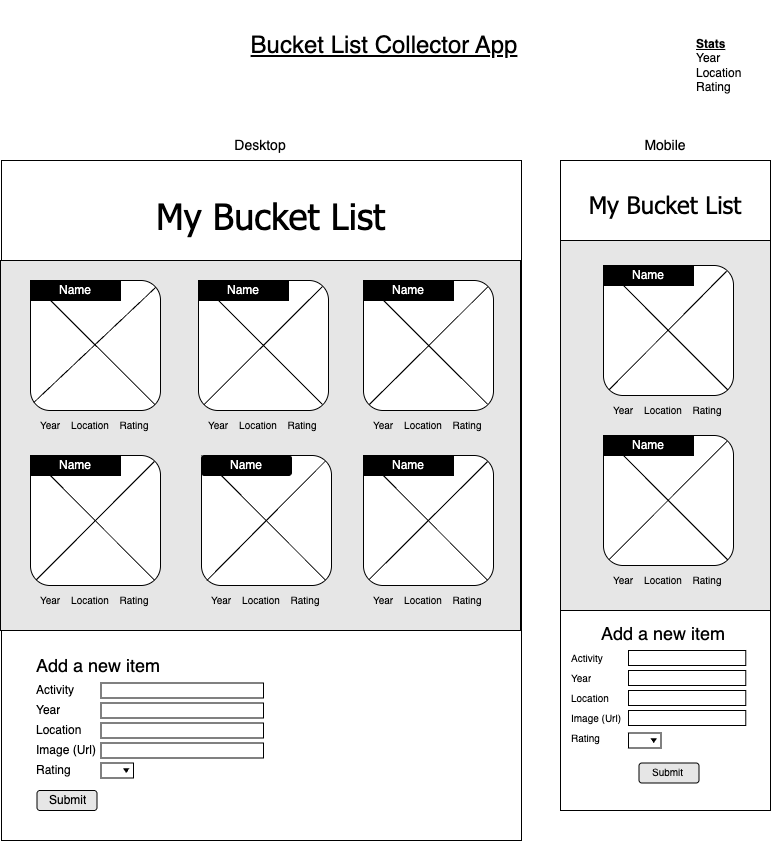 Bucket List Collector App
Stats
Year
Location
Rating
Desktop
My Bucket List
Name Name Name
Year Location Rating Year Location Rating Year Location Rating
Name Name Name
Year Location Rating Year Location Rating Year Location Rating
Add a new item
Activity
Year
Location
Image (Url)
Rating
Submit
Mobile
My Bucket List
Name
Year Location Rating
Name
Year Location Rating
Add a new item
Activity
Year
Location
Image (Url)
Rating
Submit